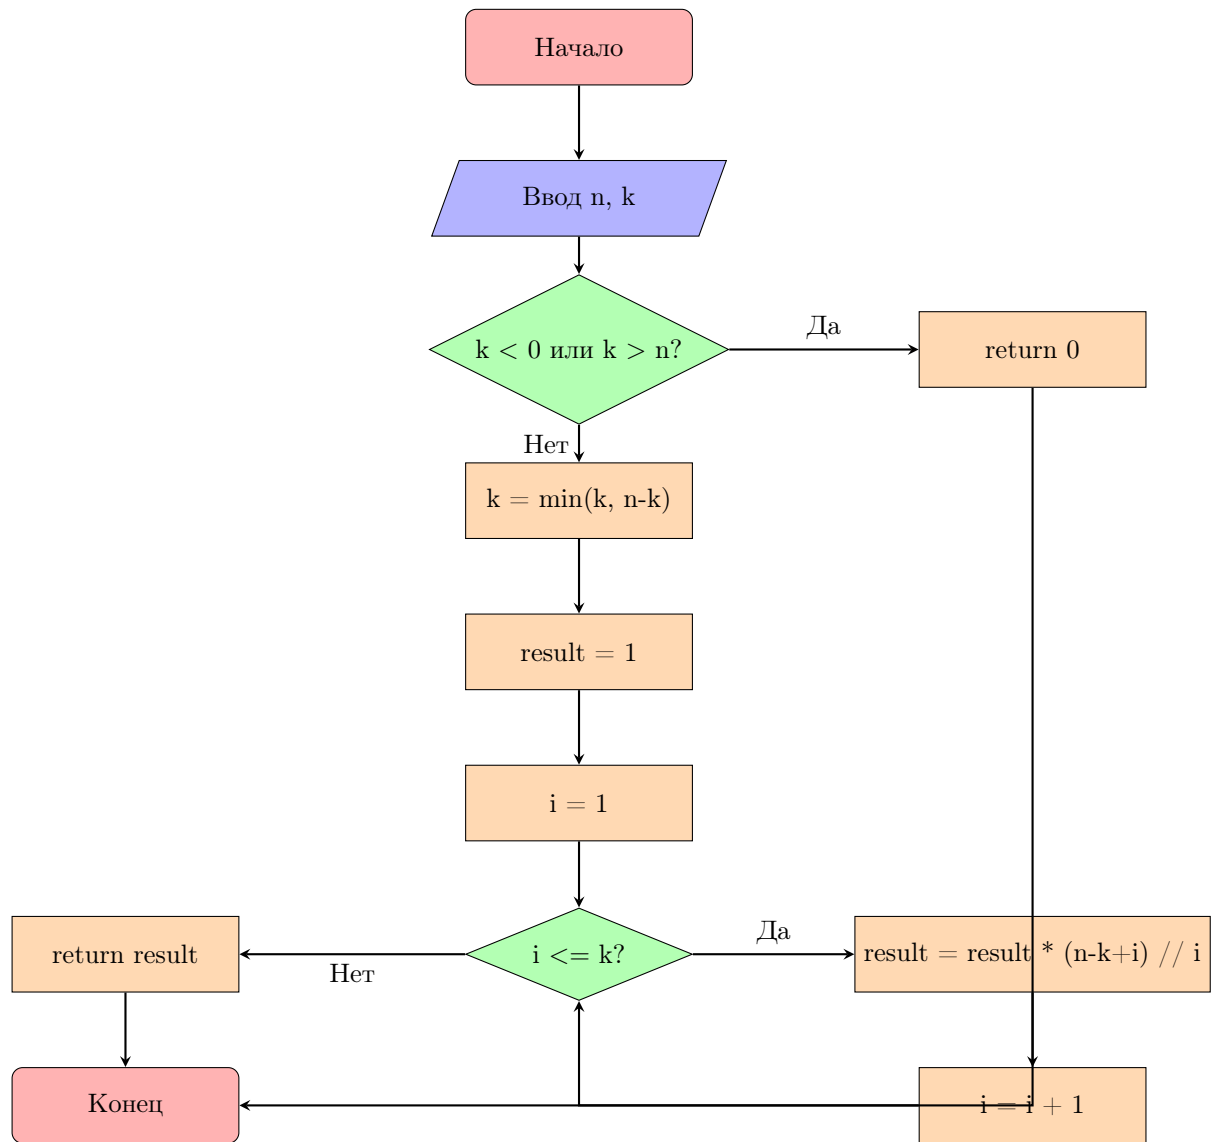 Начало
Ввод n, k
k < 0 или k > n?
Да
return 0
Нет
k = min(k, n-k)
result = 1
i = 1
return result
Нет
i <= k?
Да
result = result * (n-k+i) // i
Конец
i = i + 1